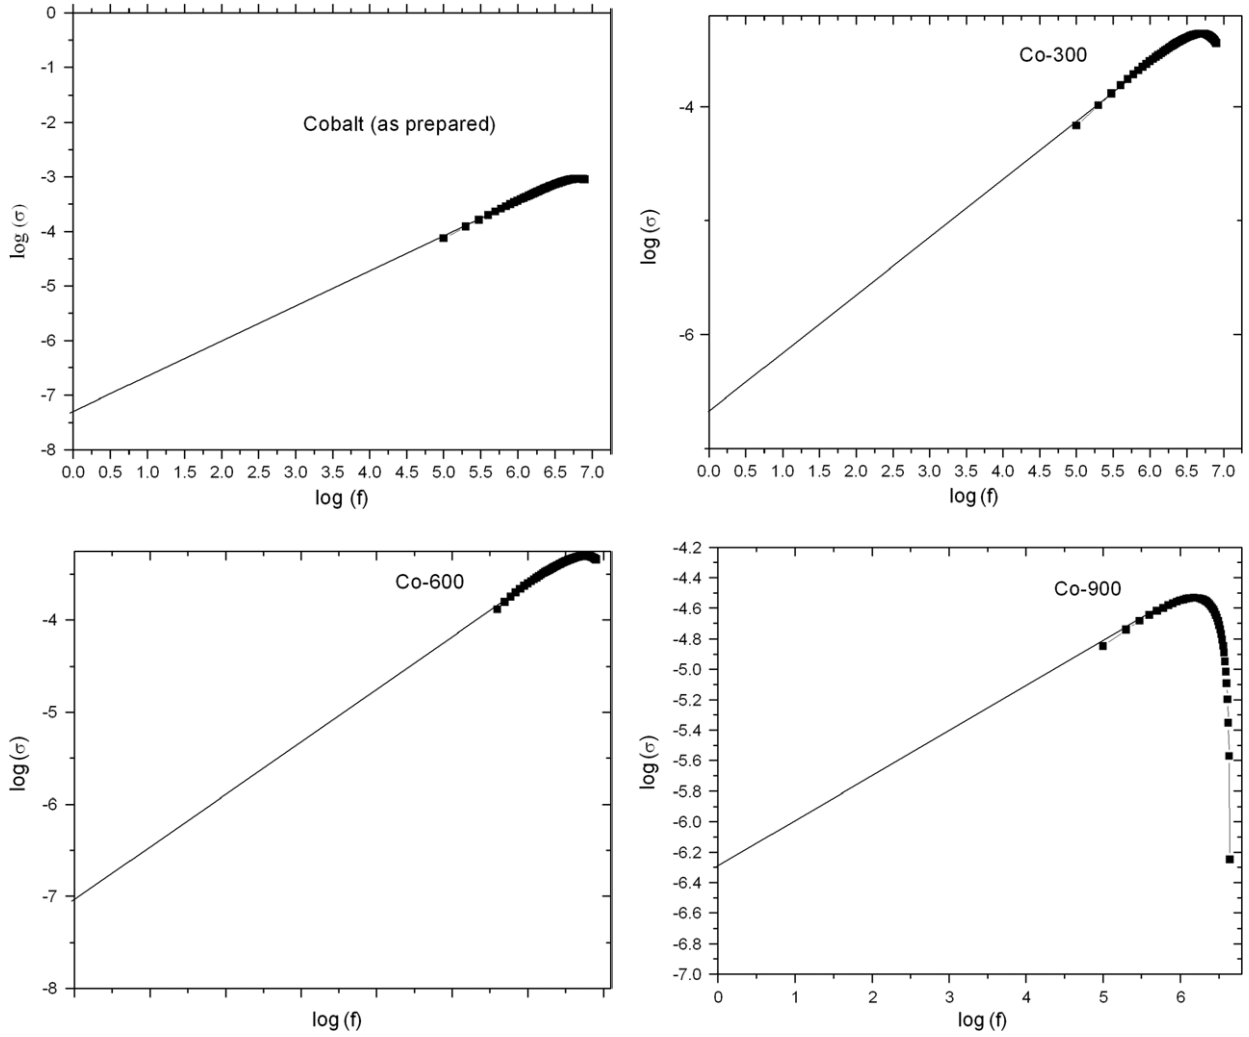 0
-1
-2
-3
-4
-5
-6
-7
-8
log (σ)
Cobalt (as prepared)
0.0 0.5 1.0 1.5 2.0 2.5 3.0 3.5 4.0 4.5 5.0 5.5 6.0 6.5 7.0
log (f)
-4
-6
log (σ)
Co-300
0.0 0.5 1.0 1.5 2.0 2.5 3.0 3.5 4.0 4.5 5.0 5.5 6.0 6.5 7.0
log (f)
-4
-5
-6
-7
-8
log (σ)
Co-600
log (f)
-4.2
-4.4
-4.6
-4.8
-5.0
-5.2
-5.4
-5.6
-5.8
-6.0
-6.2
-6.4
-6.6
-6.8
-7.0
log (σ)
Co-900
0 1 2 3 4 5 6
log (f)